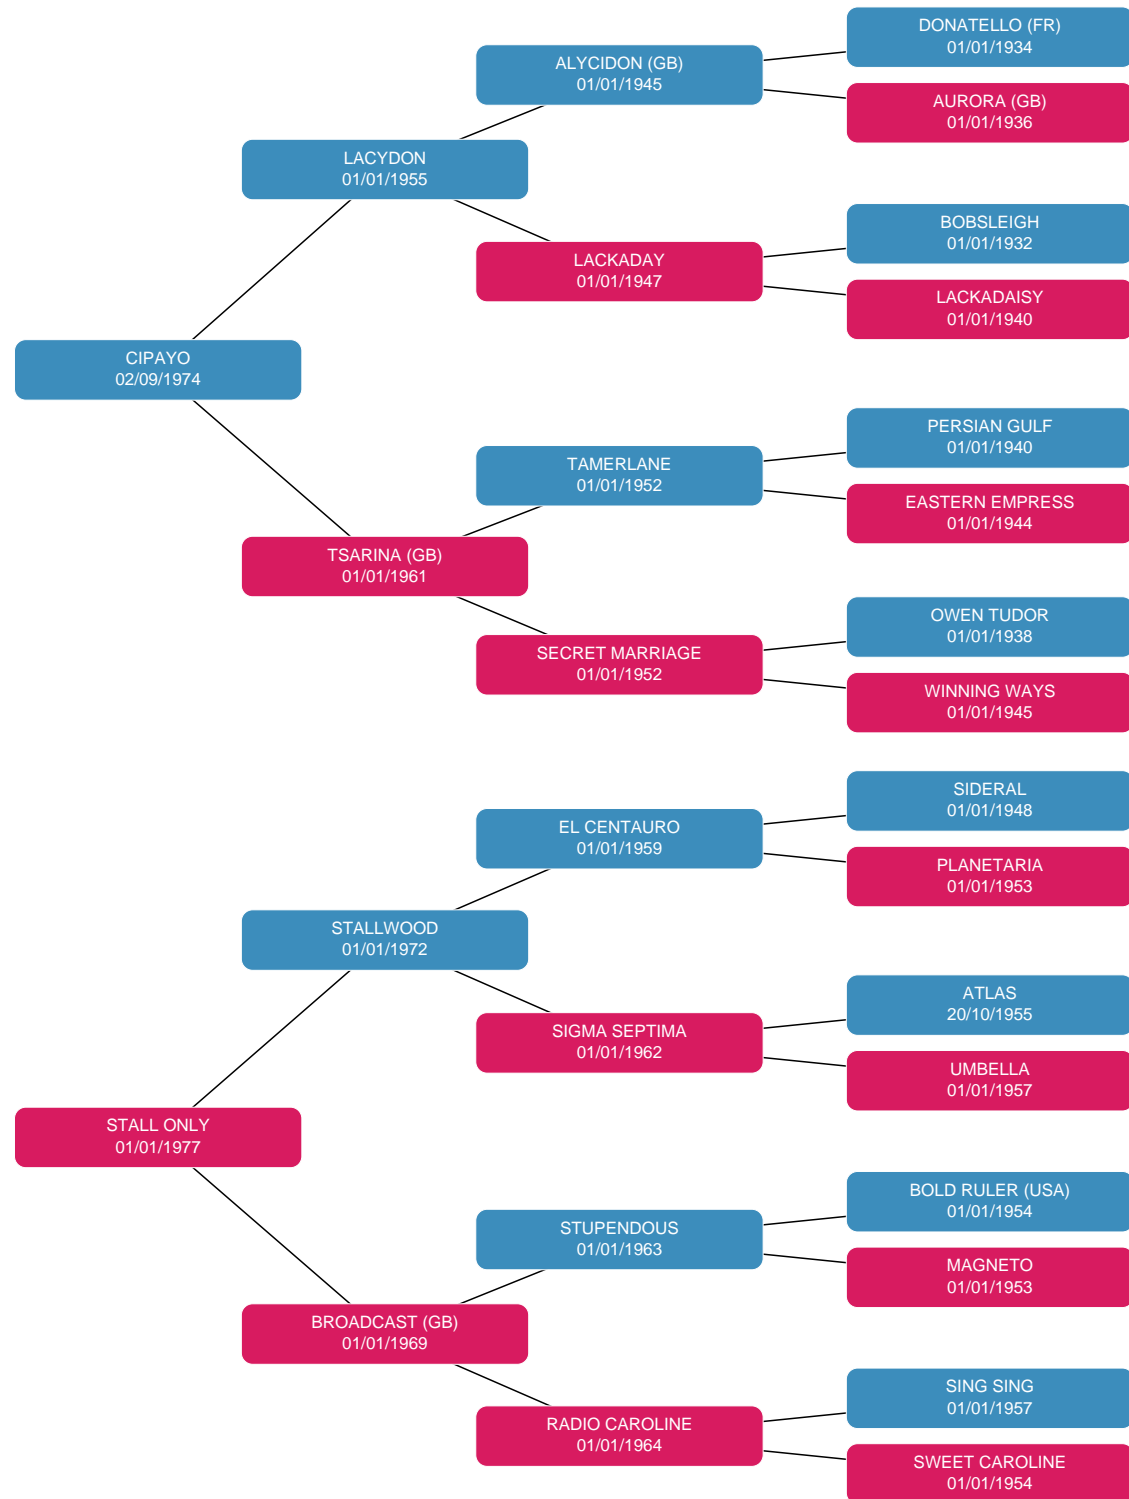 DONATELLO (FR)
01/01/1934
ALYCIDON (GB)
01/01/1945
AURORA (GB)
01/01/1936
LACYDON
01/01/1955
BOBSLEIGH
01/01/1932
LACKADAY
01/01/1947
LACKADAISY
01/01/1940
CIPAYO
02/09/1974
PERSIAN GULF
01/01/1940
TAMERLANE
01/01/1952
EASTERN EMPRESS
01/01/1944
TSARINA (GB)
01/01/1961
OWEN TUDOR
01/01/1938
SECRET MARRIAGE
01/01/1952
WINNING WAYS
01/01/1945
SIDERAL
01/01/1948
EL CENTAURO
01/01/1959
PLANETARIA
01/01/1953
STALLWOOD
01/01/1972
ATLAS
20/10/1955
SIGMA SEPTIMA
01/01/1962
UMBELLA
01/01/1957
STALL ONLY
01/01/1977
BOLD RULER (USA)
01/01/1954
STUPENDOUS
01/01/1963
MAGNETO
01/01/1953
BROADCAST (GB)
01/01/1969
SING SING
01/01/1957
RADIO CAROLINE
01/01/1964
SWEET CAROLINE
01/01/1954